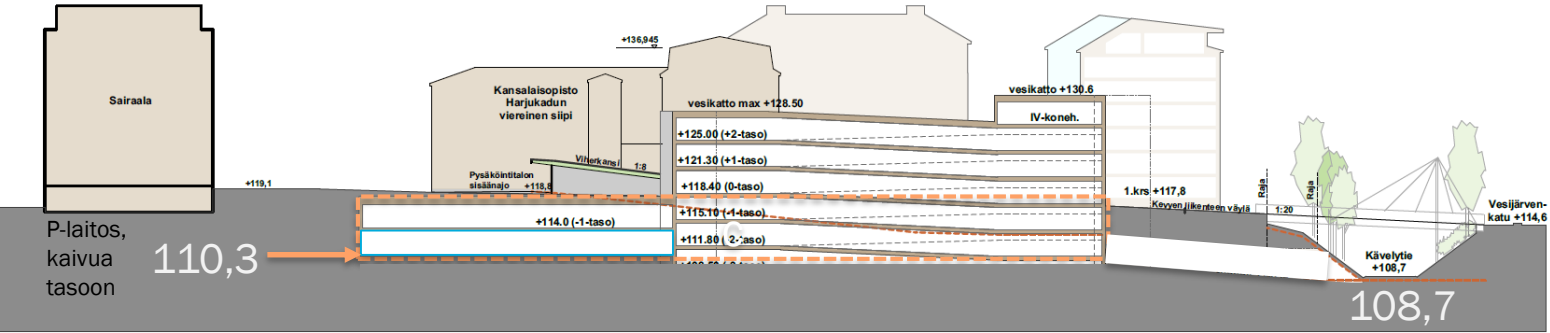 +136,945
Sairaala
Kansalaisopisto
Harjukadun
viereinen siipi
vesikatto max +128.50
vesikatto +130.6
IV-koneh.
+125.00 (+2-taso)
+121.30 (+1-taso)
+118.40 (0-taso)
+115.10 (-1-taso)
+111.80
2-taso)
Viherkansi
1:8
Pysäköintitalon
sisäänajo
+118,8
+119,1
+114.0 (-1-taso)
1.krs +117,8
Kevyen liikenteen väylä
Raja
Raja
1:20
Vesijärven-
katu +114,6
Kävelytie
+108,7
P-laitos,
kaivua
tasoon
110,3
108,7